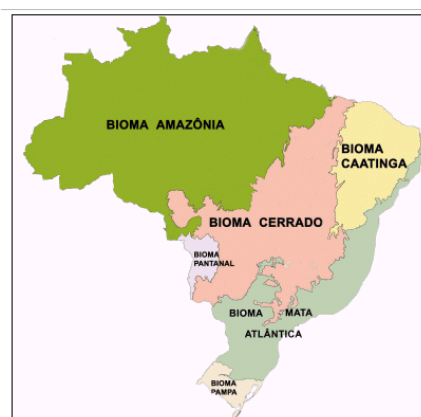 BIOMA AMAZÔNIA
BIOMA
CAATINGA
BIOMA CERRADO
BIOMA
PANTANAL
BIOMA MATA
ATLÂNTICA
BIOMA
PAMPA